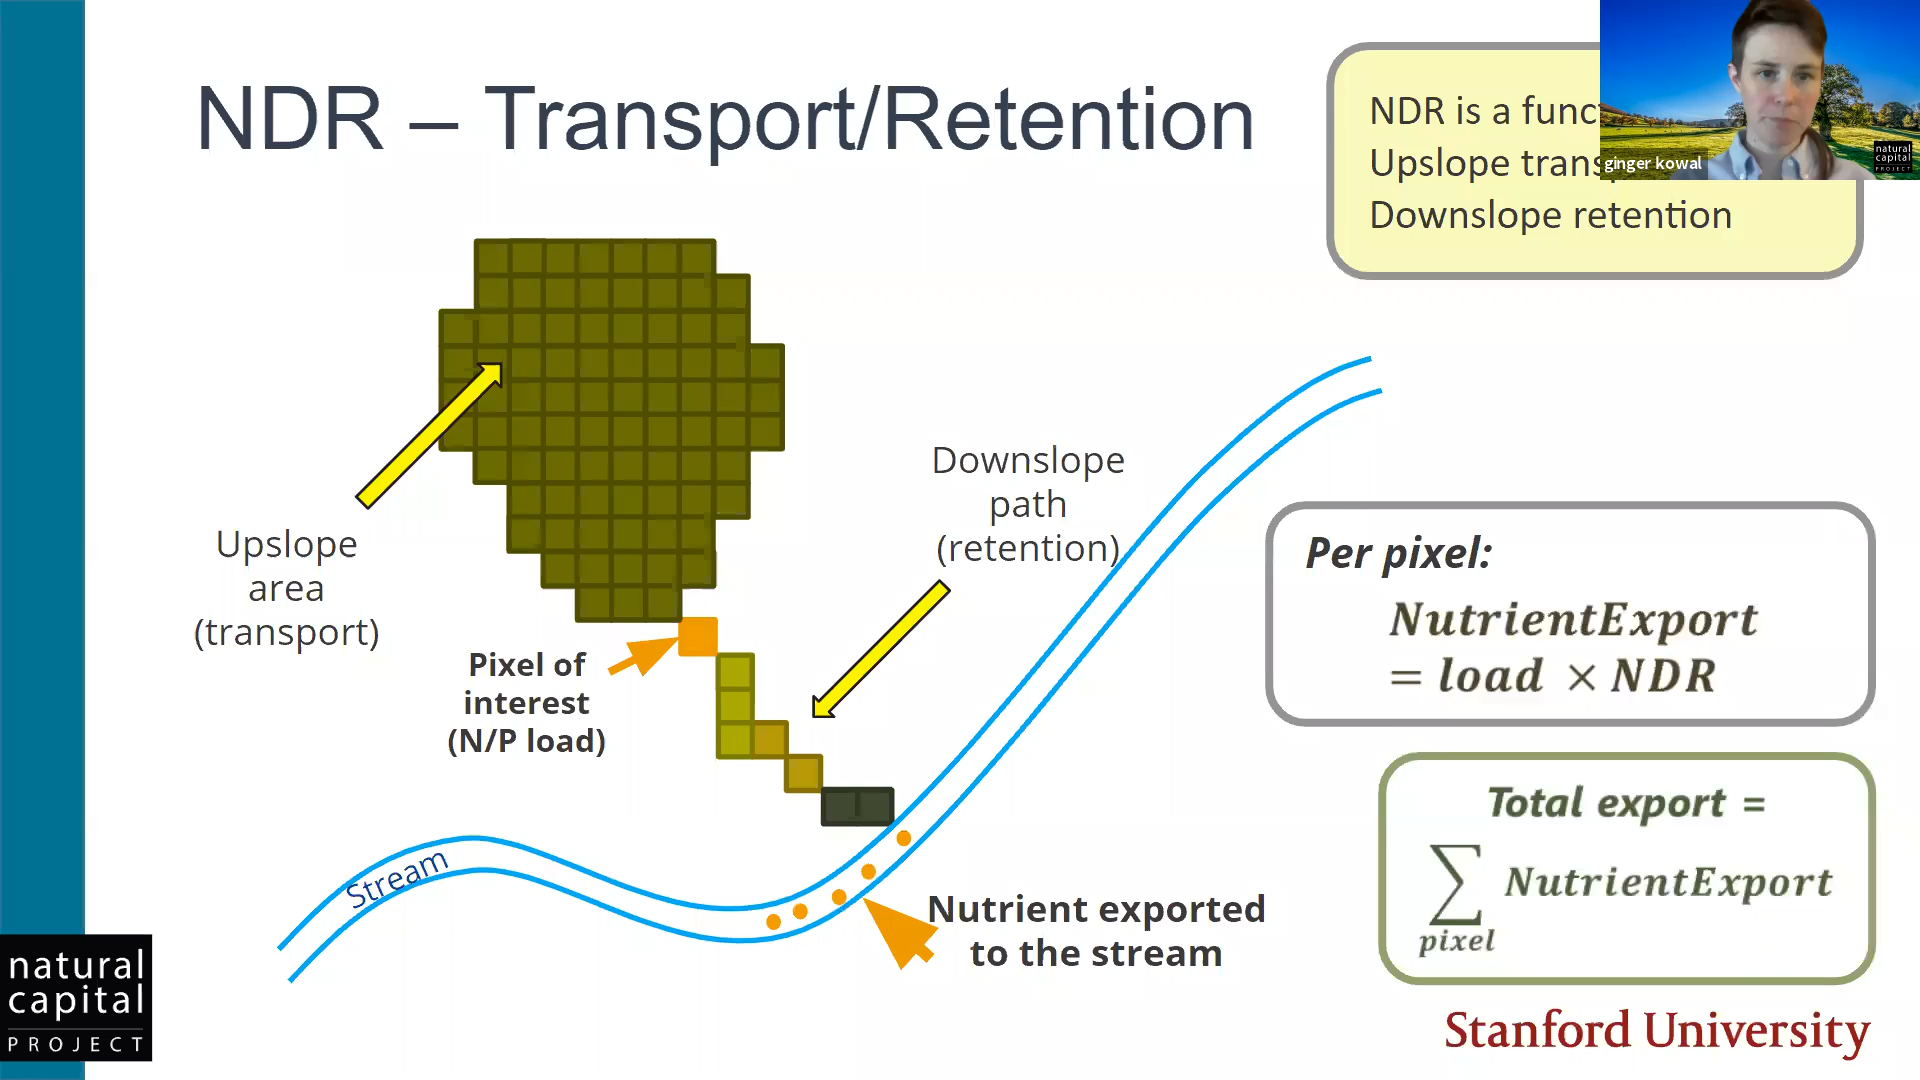 NDR – Transport/Retention
NDR is a
Upslope
Downslope retention
ginger kowal
natural
capital
PROJECT
Upslope
area
(transport)
Downslope
path
(retention)
Pixel of
interest
(N/P load)
Per pixel:
NutrientExport
= load × NDR
Total export =
∑ NutrientExport
pixel
Stream
Nutrient exported
to the stream
natural
capital
PROJECT
Stanford University